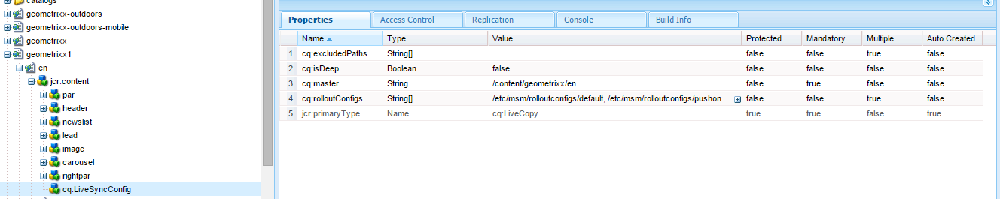 catalogs
geometrixx-outdoors
geometrixx-outdoors-mobile
geometrixx
geometrixx1
en
jcr:content
par
header
newslist
lead
image
carousel
rightpar
cq:LiveSyncConfig
Properties Access Control Replication Console Build Info
Name Type Value Protected Mandatory Multiple Auto Created
1 cq:excludedPaths String[] false false true false
2 cq:isDeep Boolean false false false false false
3 cq:master String /content/geometrixx/en false true false false
4 cq:rolloutConfigs String[] /etc/msm/rolloutconfigs/default, /etc/msm/rolloutconfigs/pushon... false false true false
5 jcr:primaryType Name cq:LiveCopy true true false true